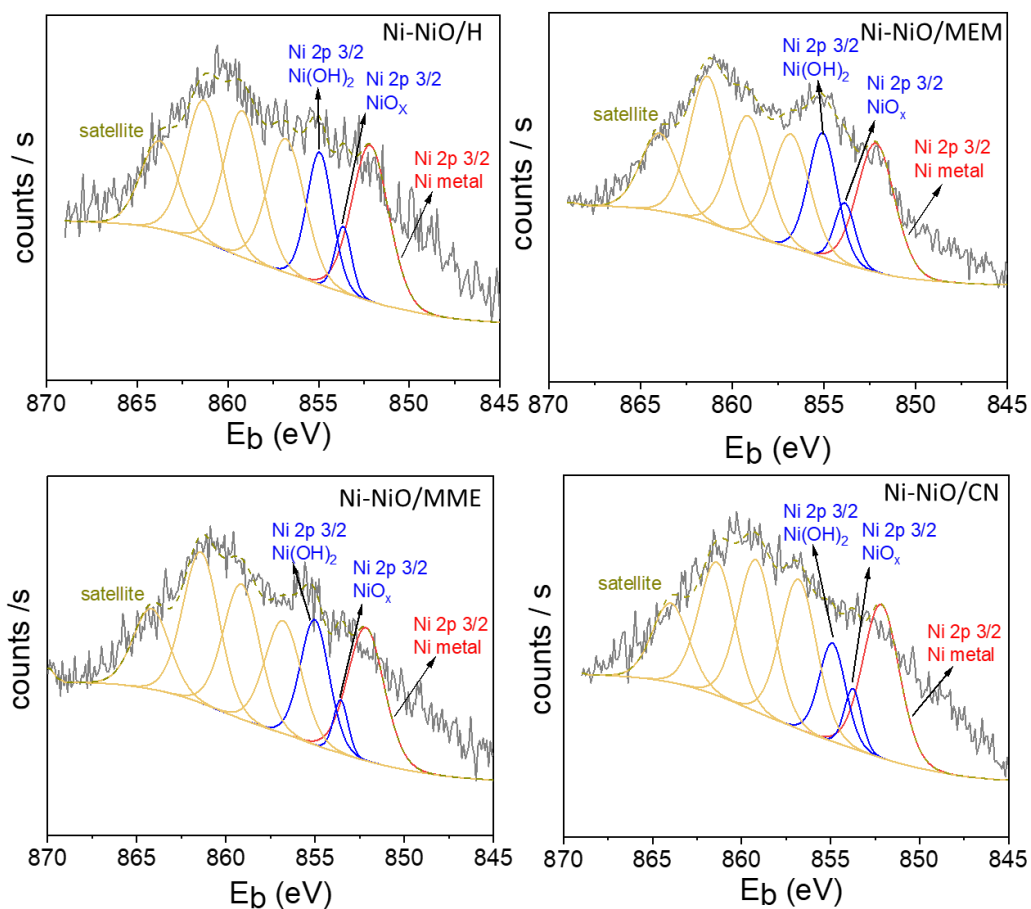 Ni-NiO/H
Ni 2p 3/2
Ni(OH)₂
Ni 2p 3/2
NiOX
satellite
Ni 2p 3/2
Ni metal
counts / s
870 865 860 855 850 845
Eb (eV)
Ni-NiO/MEM
Ni 2p 3/2
Ni(OH)₂
Ni 2p 3/2
NiOₓ
satellite
Ni 2p 3/2
Ni metal
counts / s
870 865 860 855 850 845
Eb (eV)
Ni-NiO/MME
Ni 2p 3/2
Ni(OH)₂
Ni 2p 3/2
NiOₓ
satellite
Ni 2p 3/2
Ni metal
counts /s
870 865 860 855 850 845
Eb (eV)
Ni-NiO/CN
Ni 2p 3/2
Ni(OH)₂
Ni 2p 3/2
NiOₓ
satellite
Ni 2p 3/2
Ni metal
counts / s
870 865 860 855 850 845
Eb (eV)